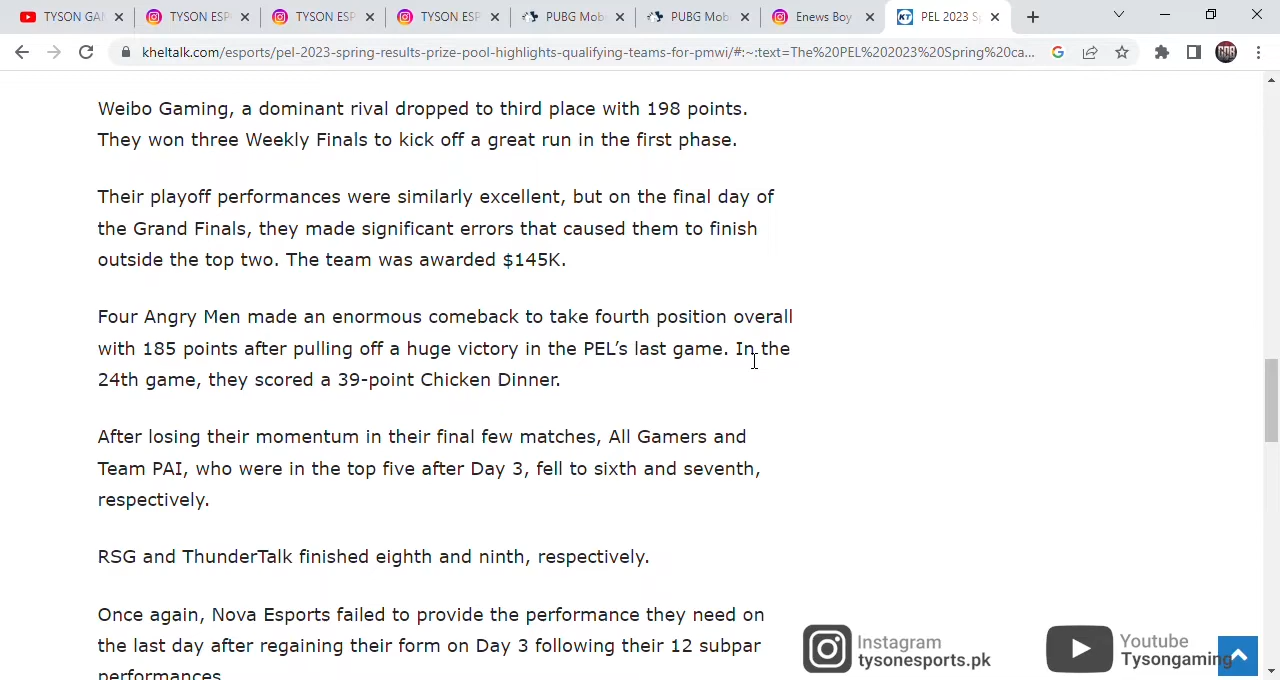 TYSON GA
TYSON ESP
TYSON ESP
TYSON ESP
PUBG Mob
PUBG Mob
Enews Boy
PEL 2023 S
kheltalk.com/esports/pel-2023-spring-results-prize-pool-highlights-qualifying-teams-for-pmwi/#:~:text=The%20PEL%202023%20Spring%20ca...
Weibo Gaming, a dominant rival dropped to third place with 198 points.
They won three Weekly Finals to kick off a great run in the first phase.
Their playoff performances were similarly excellent, but on the final day of
the Grand Finals, they made significant errors that caused them to finish
outside the top two. The team was awarded $145K.
Four Angry Men made an enormous comeback to take fourth position overall
with 185 points after pulling off a huge victory in the PEL’s last game. In the
24th game, they scored a 39-point Chicken Dinner.
After losing their momentum in their final few matches, All Gamers and
Team PAI, who were in the top five after Day 3, fell to sixth and seventh,
respectively.
RSG and ThunderTalk finished eighth and ninth, respectively.
Once again, Nova Esports failed to provide the performance they need on
the last day after regaining their form on Day 3 following their 12 subpar
performances
Instagram
tysonesports.pk
Youtube
Tysongaming